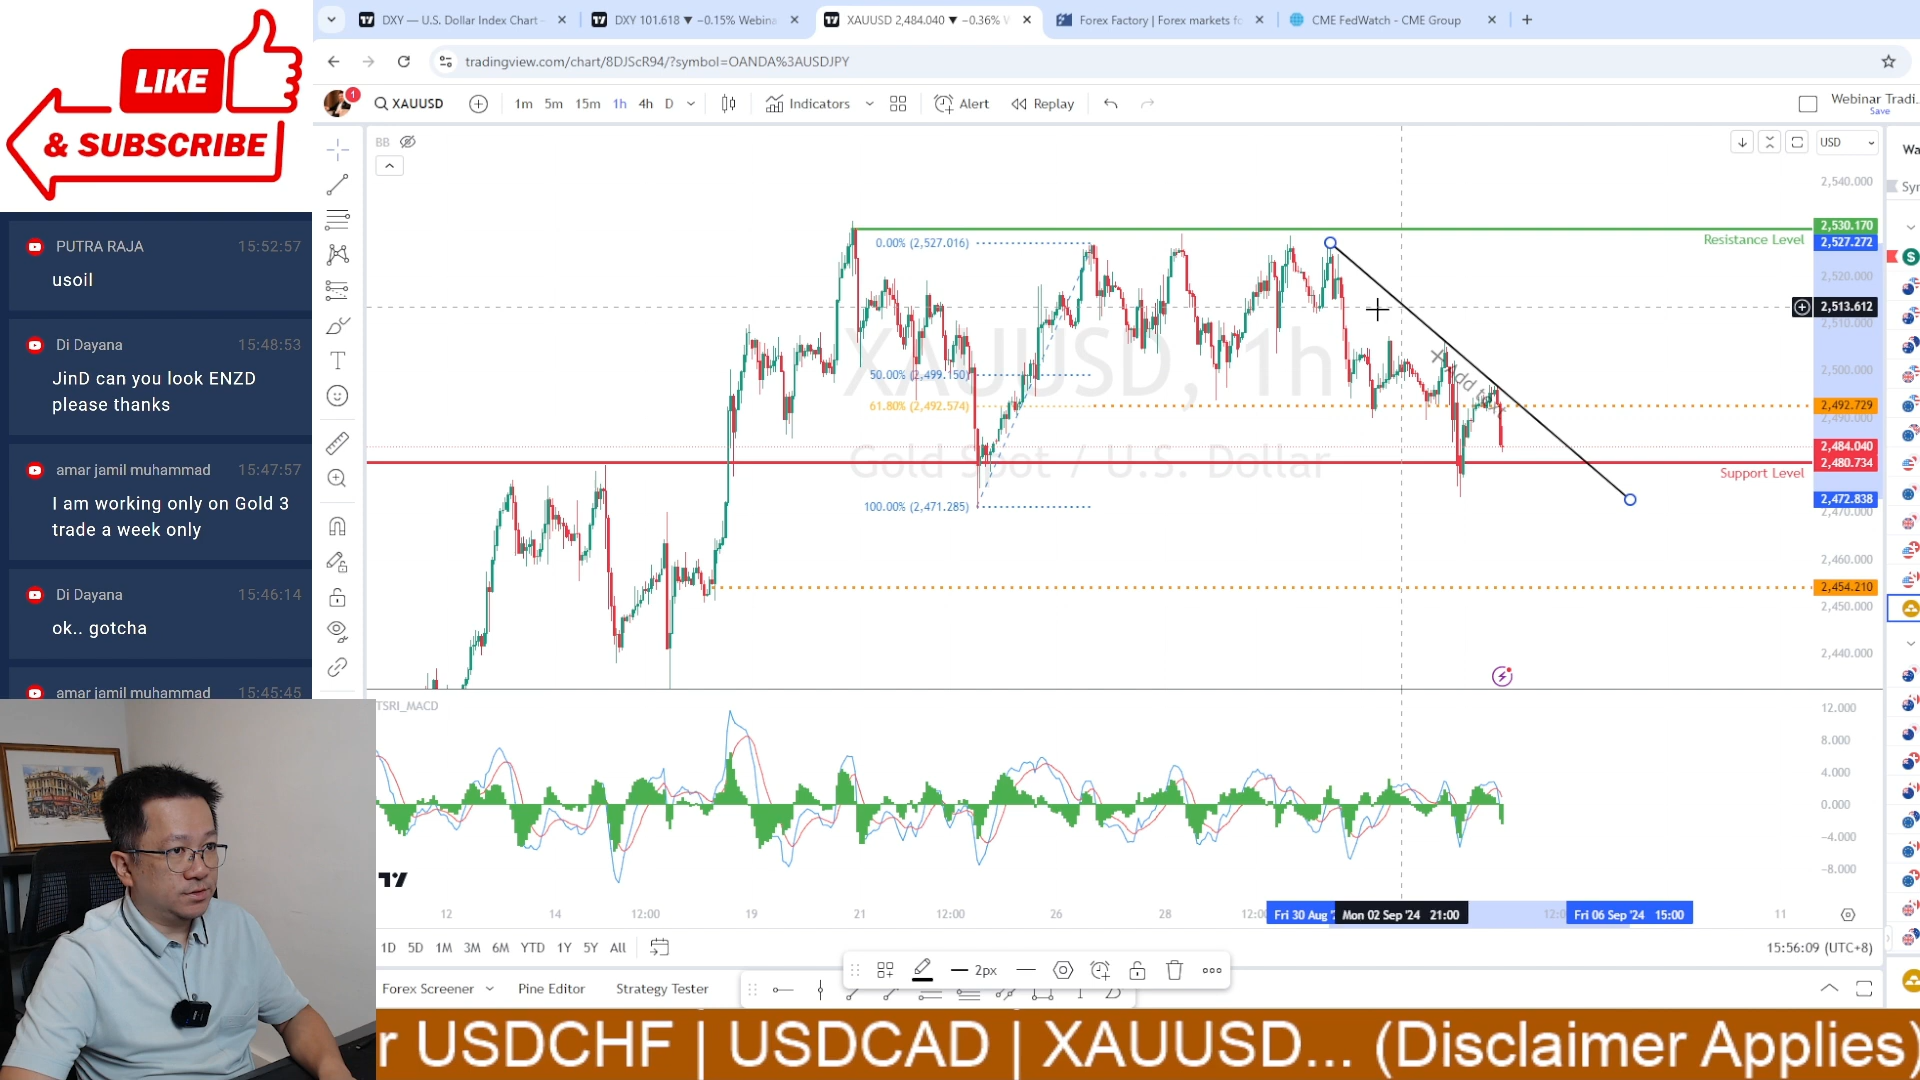 LIKE
& SUBSCRIBE
PUTRA RAJA 15:52:57
usoil
Di Dayana 15:48:53
JinD can you look ENZD
please thanks
amar jamil muhammad 15:47:57
I am working only on Gold 3
trade a week only
Di Dayana 15:46:14
ok.. gotcha
amar jamil muhammad 15:45:45
DXY — U.S. Dollar Index Chart
DXY 101.618 ▼ −0.15% Webina
XAUUSD 2,484.040 ▼ −0.36% W
Forex Factory | Forex markets fo
CME FedWatch - CME Group
tradingview.com/chart/8DJScR94/?symbol=OANDA%3AUSDJPY
1
XAUUSD
1m 5m 15m 1h 4h D
Indicators
Alert
Replay
Webinar Tradi...
Save
BB
USD
Wa
Syr
XAUUSD, 1h
Gold Spot / U.S. Dollar
0.00% (2,527.016)
50.00% (2,499.150)
61.80% (2,492.574)
100.00% (2,471.285)
Add text
Resistance Level
Support Level
2,540.000
2,530.170
2,527.272
2,520.000
2,513.612
2,510.000
2,500.000
2,492.729
2,490.000
2,484.040
2,480.734
2,472.838
2,470.000
2,460.000
2,454.210
2,450.000
2,440.000
TSRI_MACD
12.000
8.000
4.000
0.000
−4.000
−8.000
12 14 12:00 19 21 12:00 26 28 12:00 Fri 30 Aug Mon 02 Sep '24 21:00 12:0 Fri 06 Sep '24 15:00 11
1D 5D 1M 3M 6M YTD 1Y 5Y All
15:56:09 (UTC+8)
2px
Forex Screener
Pine Editor
Strategy Tester
r USDCHF | USDCAD | XAUUSD... (Disclaimer Applies)